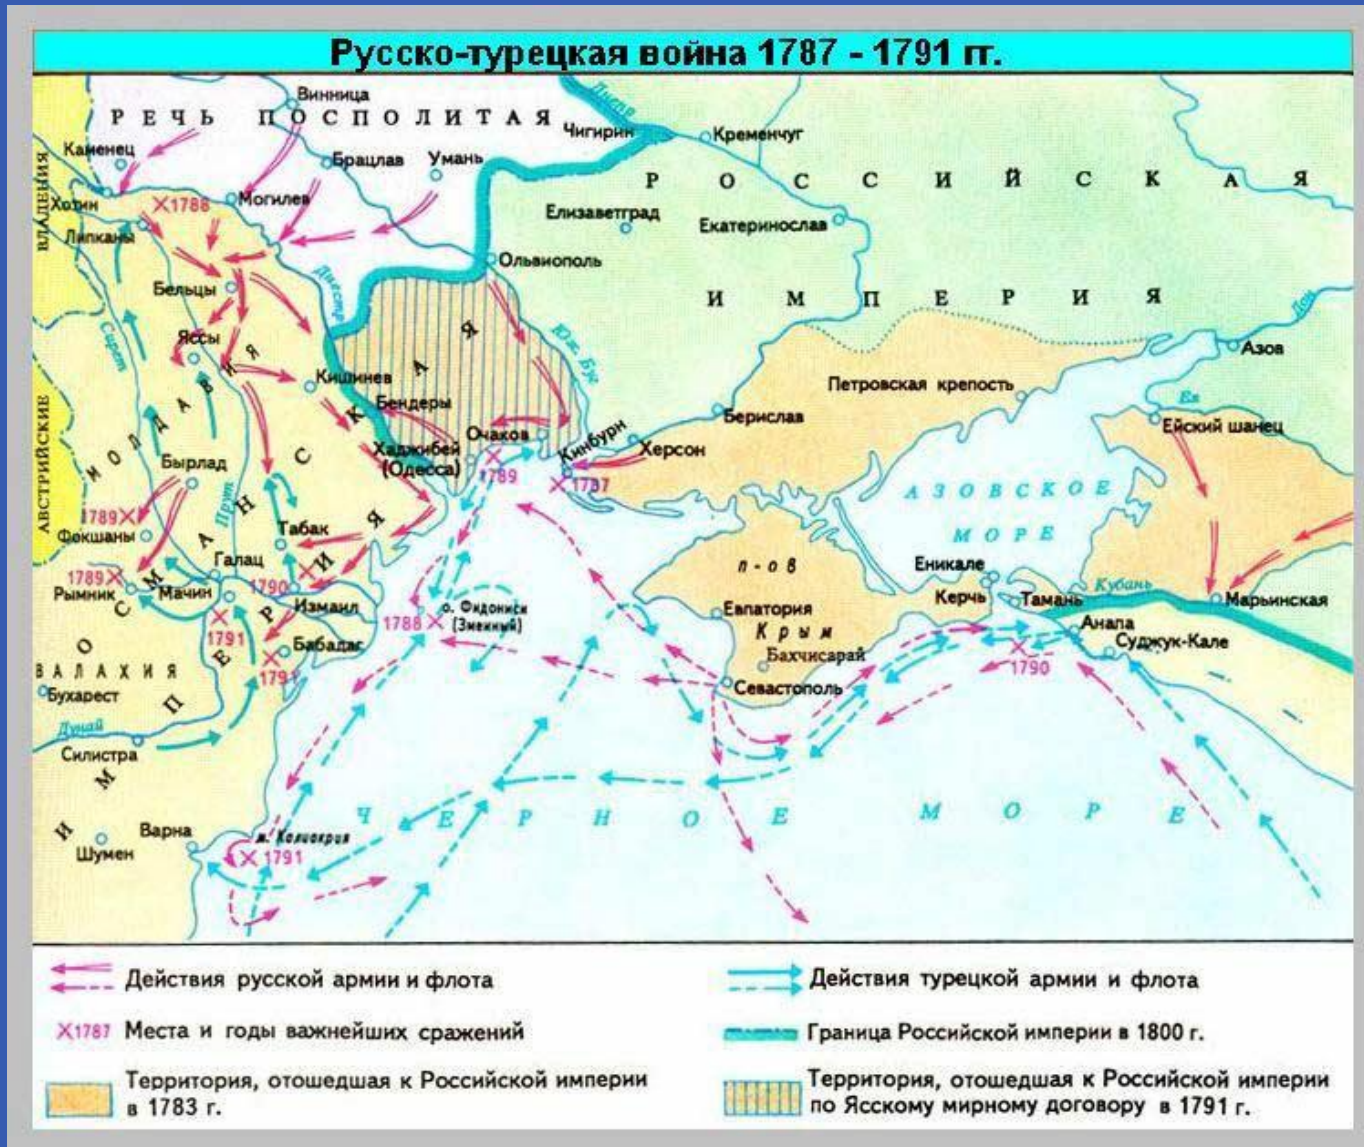 Русско-турецкая война 1787 - 1791 гг.
Винница
РЕЧЬ ПОСПОЛИТАЯ
Днепр
Чигирин
Кременчуг
Каменец
Брацлав
Умань
РОССИЙСКАЯ
Хотин
1788
Могилев
Елизаветград
Екатеринослав
ВЛАДЕНИЯ
Липканы
Ольвиополь
Днестр
Бельцы
ИМПЕРИЯ
Дон
Сирет
Яссы
Юж. Буг
Азов
Кишинев
Петровская крепость
Бендеры
Берислав
Ея
Ейский шанец
АВСТРИЙСКИЕ
МОЛДАВИЯ
Очаков
Кинбурн
Херсон
Хаджибей
(Одесса)
1789
1787
Бырлад
Прут
АЗОВСКОЕ
МОРЕ
1789
Фокшаны
Табак
Галац
п-ов
Крым
Еникале
Кубань
1789
Рымник
Мачин
1790
Измаил
о. Фидониси
(Змеиный)
1788
Евпатория
Керчь
Тамань
Марьинская
Анапа
1791
Бабадаг
Бахчисарай
1790
Суджук-Кале
ВАЛАХИЯ
1791
Севастополь
Бухарест
Дунай
Силистра
ОСМАНСКАЯ
ИМПЕРИЯ
ЧЕРНОЕ МОРЕ
Варна
м. Калиакрия
Шумен
1791
Действия русской армии и флота
Действия турецкой армии и флота
1787 Места и годы важнейших сражений
Граница Российской империи в 1800 г.
Территория, отошедшая к Российской империи
в 1783 г.
Территория, отошедшая к Российской империи
по Ясскому мирному договору в 1791 г.